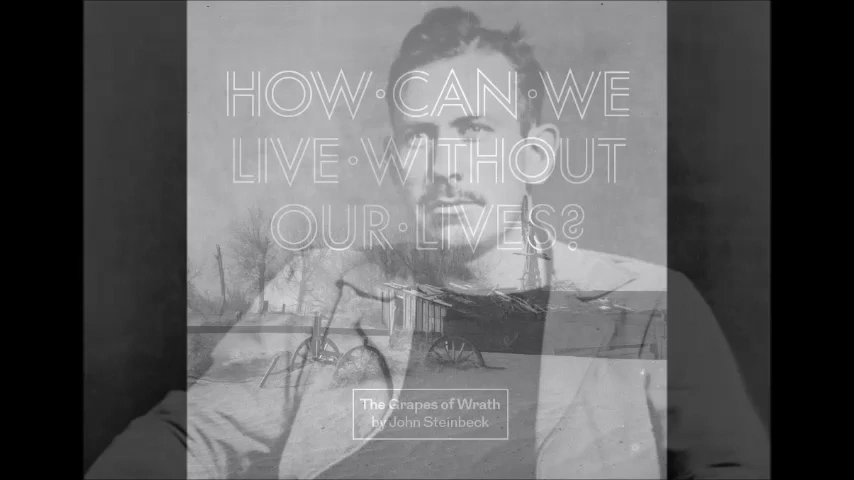 HOW·CAN·WE
LIVE·WITHOUT
OUR·LIVES?
The Grapes of Wrath
by John Steinbeck